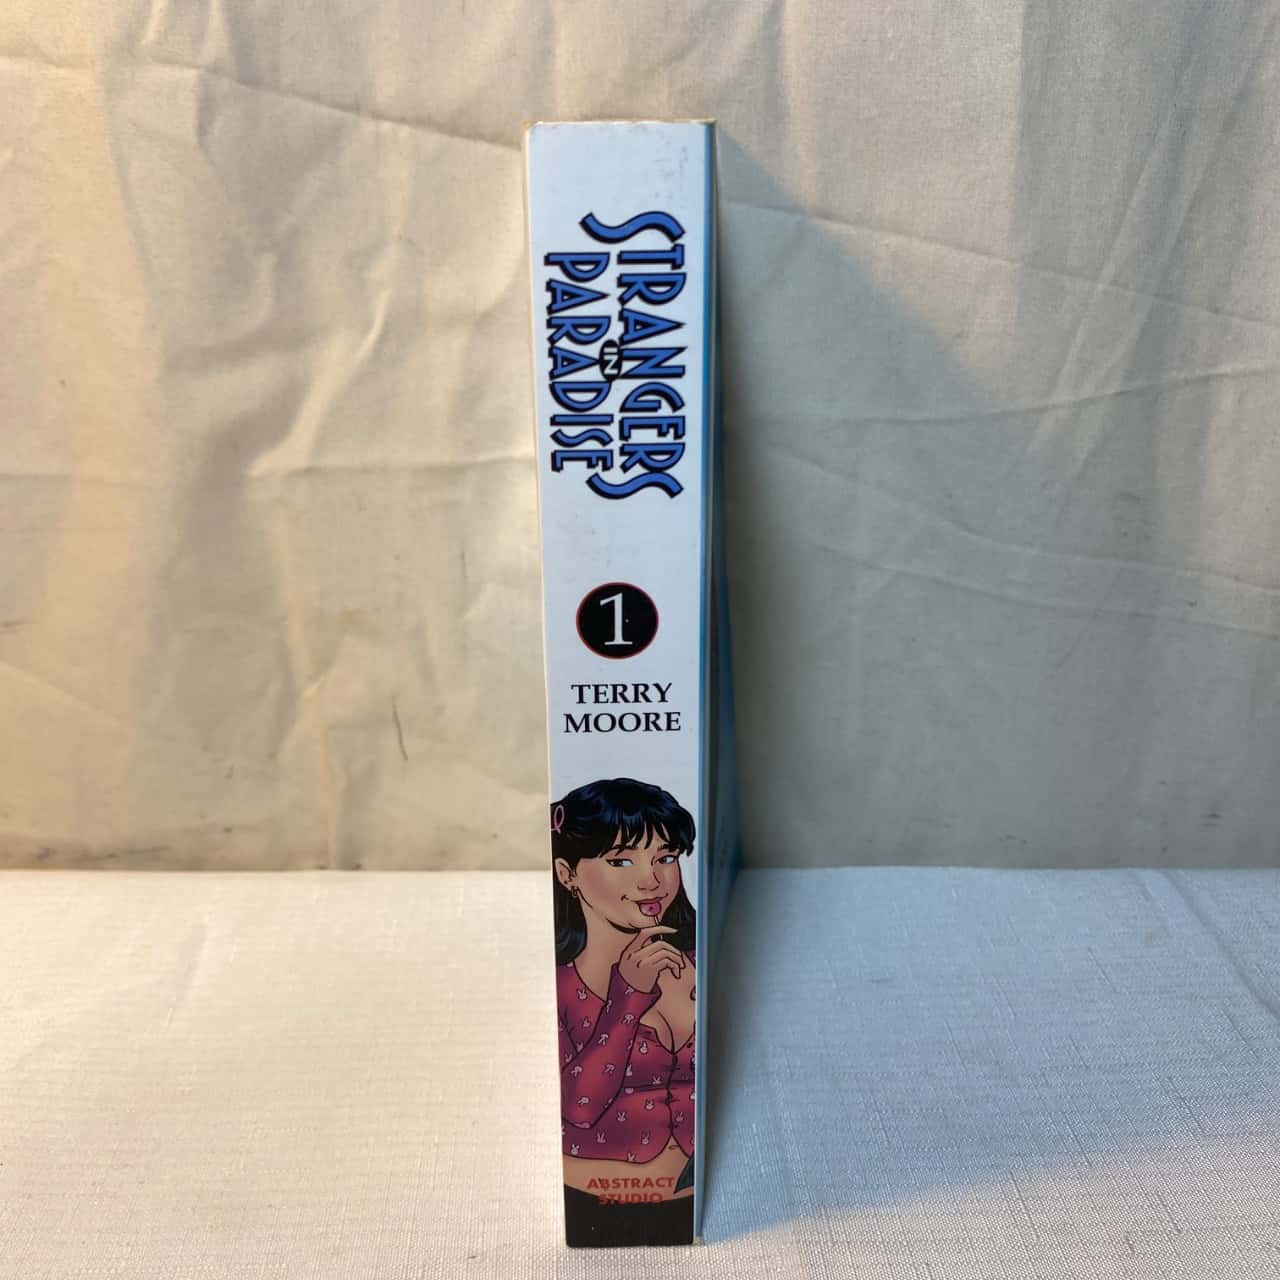 STRANGERS
IN
PARADISE
1
TERRY
MOORE
ABSTRACT
STUDIO